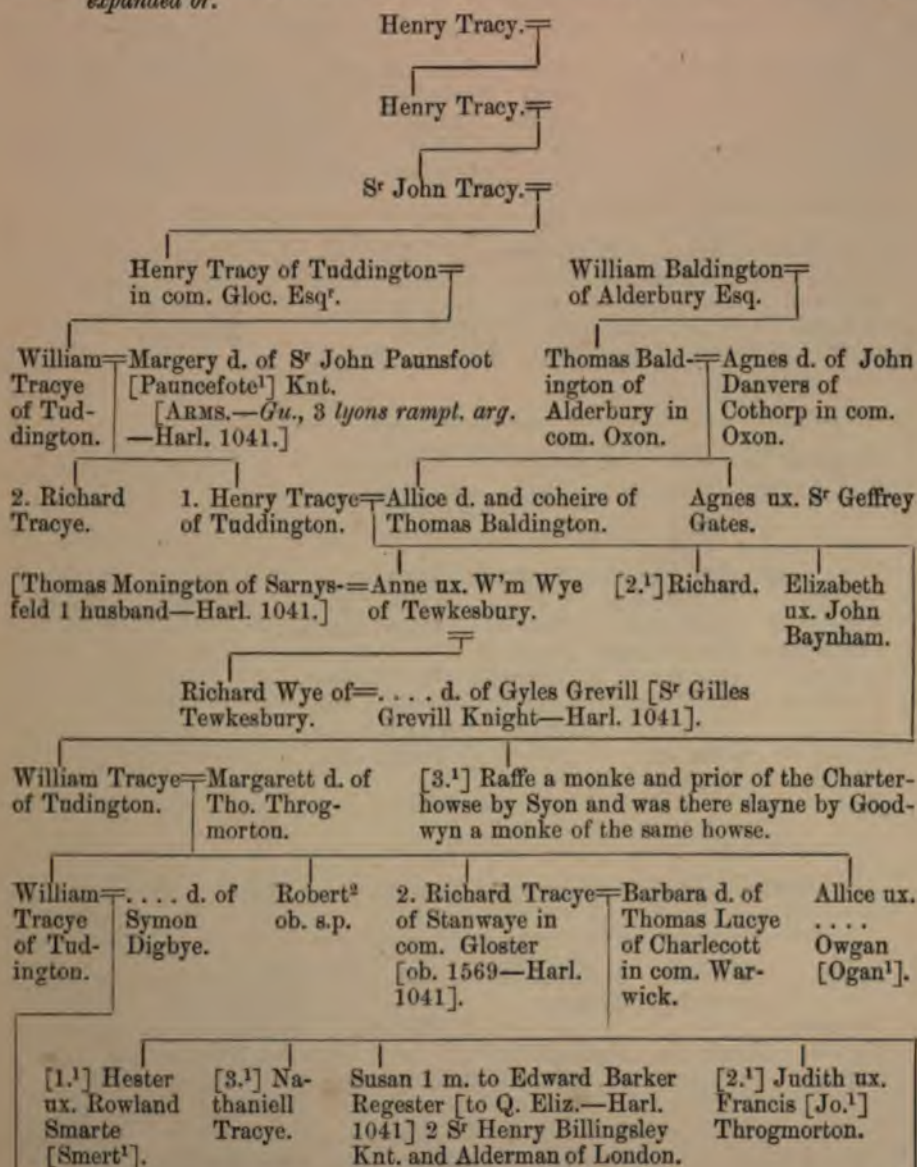 expanded or.
Henry Tracy.
Henry Tracy.
Sʳ John Tracy.
Henry Tracy of Tuddington
in com. Gloc. Esqʳ.
William Baldington
of Alderbury Esq.
William
Tracye
of Tud-
dington.
Margery d. of Sʳ John Paunsfoot
[Pauncefote¹] Knt.
[ARMS.—Gu., 3 lyons rampt. arg.
—Harl. 1041.]
Thomas Bald-
ington of
Alderbury in
com. Oxon.
Agnes d. of John
Danvers of
Cothorp in com.
Oxon.
2. Richard
Tracye.
1. Henry Tracye
of Tuddington.
Allice d. and coheire of
Thomas Baldington.
Agnes ux. Sʳ Geffrey
Gates.
[Thomas Monington of Sarnys-
feld 1 husband—Harl. 1041.]
Anne ux. W'm Wye
of Tewkesbury.
[2.¹] Richard.
Elizabeth
ux. John
Baynham.
Richard Wye of
Tewkesbury.
. . . . d. of Gyles Grevill [Sʳ Gilles
Grevill Knight—Harl. 1041].
William Tracye
of Tudington.
Margarett d. of
Tho. Throg-
morton.
[3.¹] Raffe a monke and prior of the Charter-
howse by Syon and was there slayne by Good-
wyn a monke of the same howse.
William
Tracye
of Tud-
ington.
. . . . d. of
Symon
Digbye.
Robert²
ob. s.p.
2. Richard Tracye
of Stanwaye in
com. Gloster
[ob. 1569—Harl.
1041].
Barbara d. of
Thomas Lucye
of Charlecott
in com. War-
wick.
Allice ux.
. . . .
Owgan
[Ogan¹].
[1.¹] Hester
ux. Rowland
Smarte
[Smert¹].
[3.¹] Na-
thaniell
Tracye.
Susan 1 m. to Edward Barker
Regester [to Q. Eliz.—Harl.
1041] 2 Sʳ Henry Billingsley
Knt. and Alderman of London.
[2.¹] Judith ux.
Francis [Jo.¹]
Throgmorton.